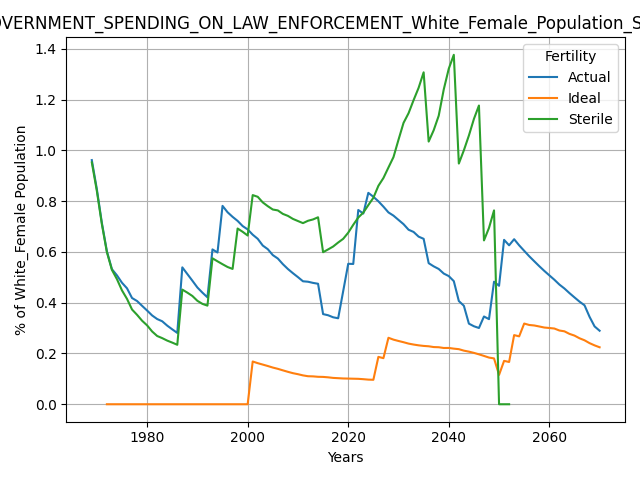 OVERNMENT_SPENDING_ON_LAW_ENFORCEMENT_White_Female_Population_S
Fertility
Actual
Ideal
Sterile
% of White_Female Population
1.4
1.2
1.0
0.8
0.6
0.4
0.2
0.0
1980 2000 2020 2040 2060
Years